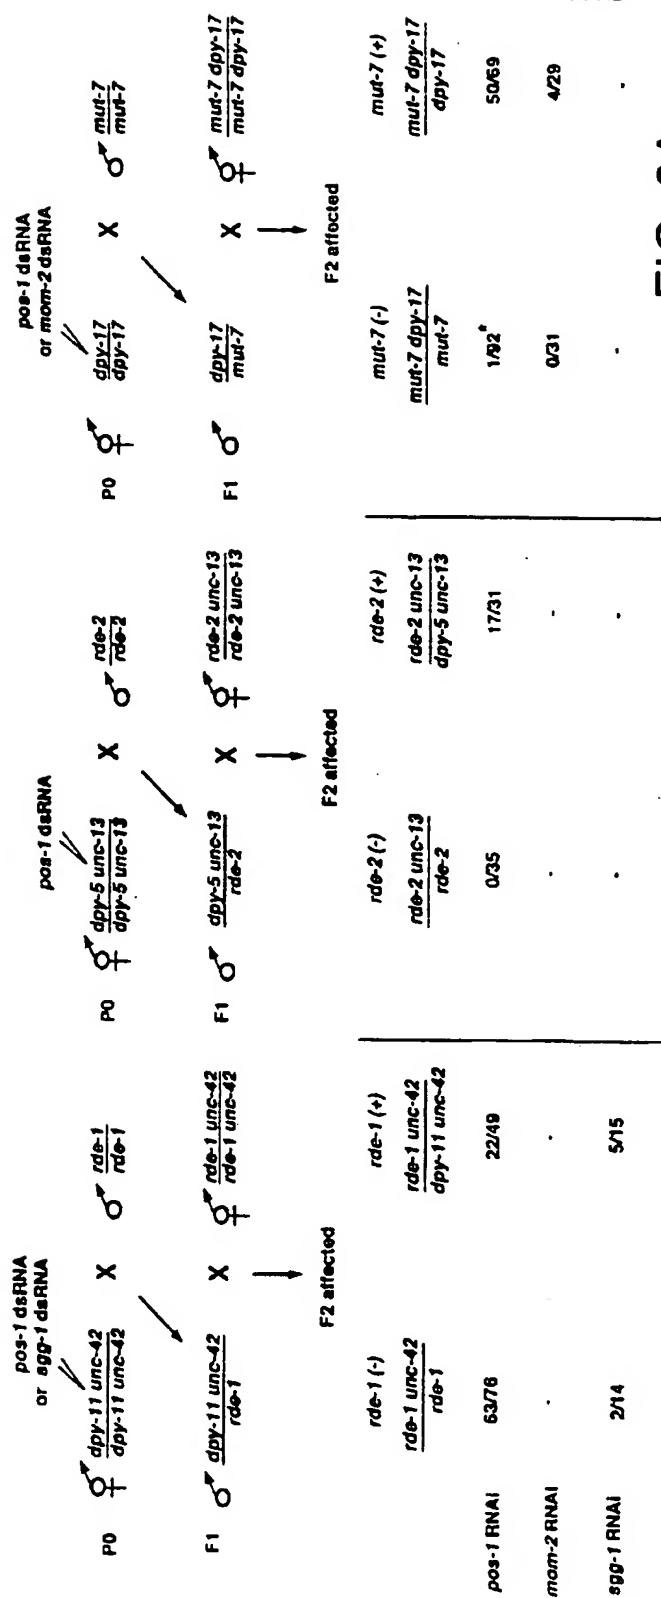 pos-1 dsRNA
or sgg-1 dsRNA
P0 ⚥ dpy-11 unc-42 / dpy-11 unc-42 X ♂ rde-1 / rde-1
F1 ♂ dpy-11 unc-42 / rde-1 X ⚥ rde-1 unc-42 / rde-1 unc-42
F2 affected
pos-1 dsRNA
P0 ⚥ dpy-5 unc-13 / dpy-5 unc-13 X ♂ rde-2 / rde-2
F1 ♂ dpy-5 unc-13 / rde-2 X ⚥ rde-2 unc-13 / rde-2 unc-13
F2 affected
pos-1 dsRNA
or mom-2 dsRNA
P0 ⚥ dpy-17 / dpy-17 X ♂ mut-7 / mut-7
F1 ♂ dpy-17 / mut-7 X ⚥ mut-7 dpy-17 / mut-7 dpy-17
F2 affected
rde-1 (-) rde-1 (+) rde-2 (-) rde-2 (+) mut-7 (-) mut-7 (+)
rde-1 unc-42 rde-1 unc-42 rde-2 unc-13 rde-2 unc-13 mut-7 dpy-17 mut-7 dpy-17
rde-1 dpy-11 unc-42 rde-2 dpy-5 unc-13 mut-7 dpy-17
pos-1 RNAi 63/76 22/49 0/35 17/31 1/92* 50/69
mom-2 RNAi - - - - 0/31 4/29
sgg-1 RNAi 2/14 5/15 - - - -
FIG.